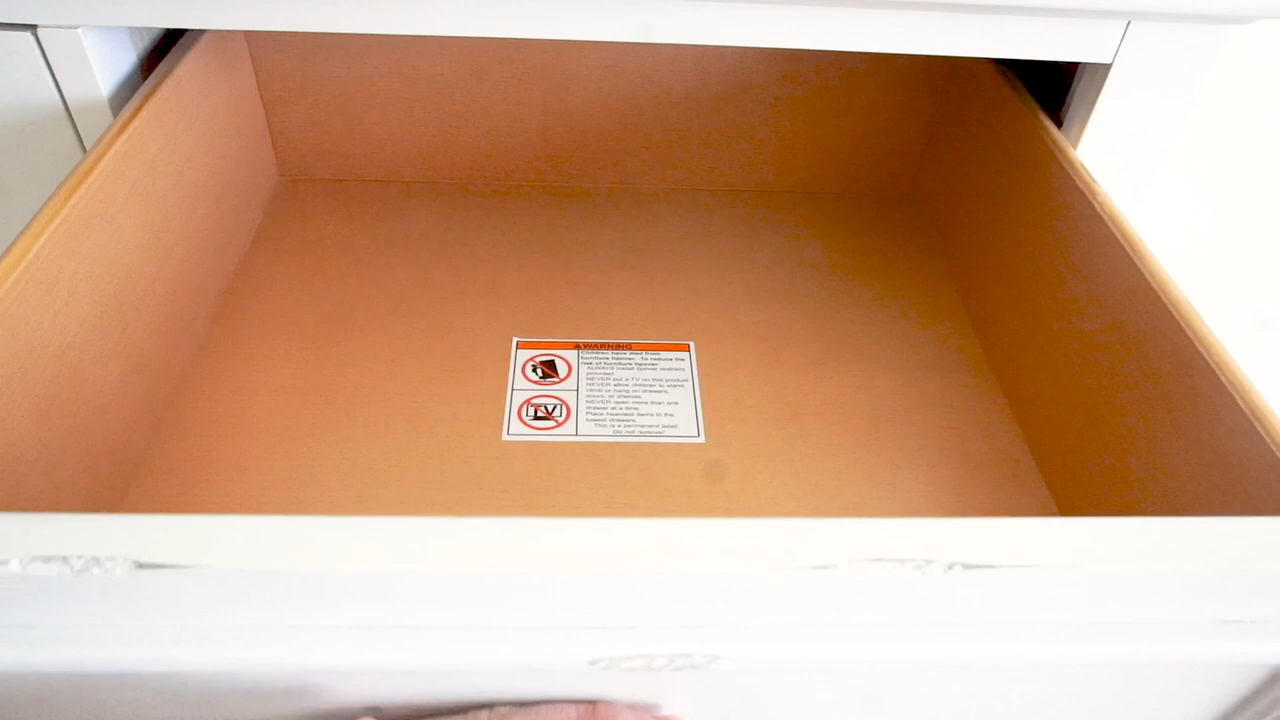 ⚠WARNING
Children have died from
furniture tipover. To reduce the
risk of furniture tipover:
ALWAYS install tipover restraint
provided.
NEVER put a TV on this product.
NEVER allow children to stand,
climb or hang on drawers,
doors, or shelves.
NEVER open more than one
drawer at a time.
Place heaviest items in the
lowest drawers.
This is a permanent label.
Do not remove!
TV